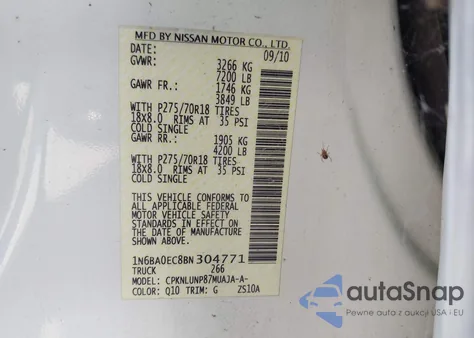 MFD BY NISSAN MOTOR CO., LTD.
DATE: 09/10
GVWR: 3266 KG
7200 LB
GAWR FR.: 1746 KG
3849 LB
WITH P275/70R18 TIRES
18x8.0 RIMS AT 35 PSI
COLD SINGLE
GAWR RR.: 1905 KG
4200 LB
WITH P275/70R18 TIRES
18x8.0 RIMS AT 35 PSI
COLD SINGLE
THIS VEHICLE CONFORMS TO
ALL APPLICABLE FEDERAL
MOTOR VEHICLE SAFETY
STANDARDS IN EFFECT ON THE
DATE OF MANUFACTURE.
1N6BA0EC8BN 304771
TRUCK 266
MODEL: CPKNLUNP87MUAJA-A-
COLOR: Q10 TRIM: G ZS10A
autoSnap
Pewne auta z aukcji USA - EU